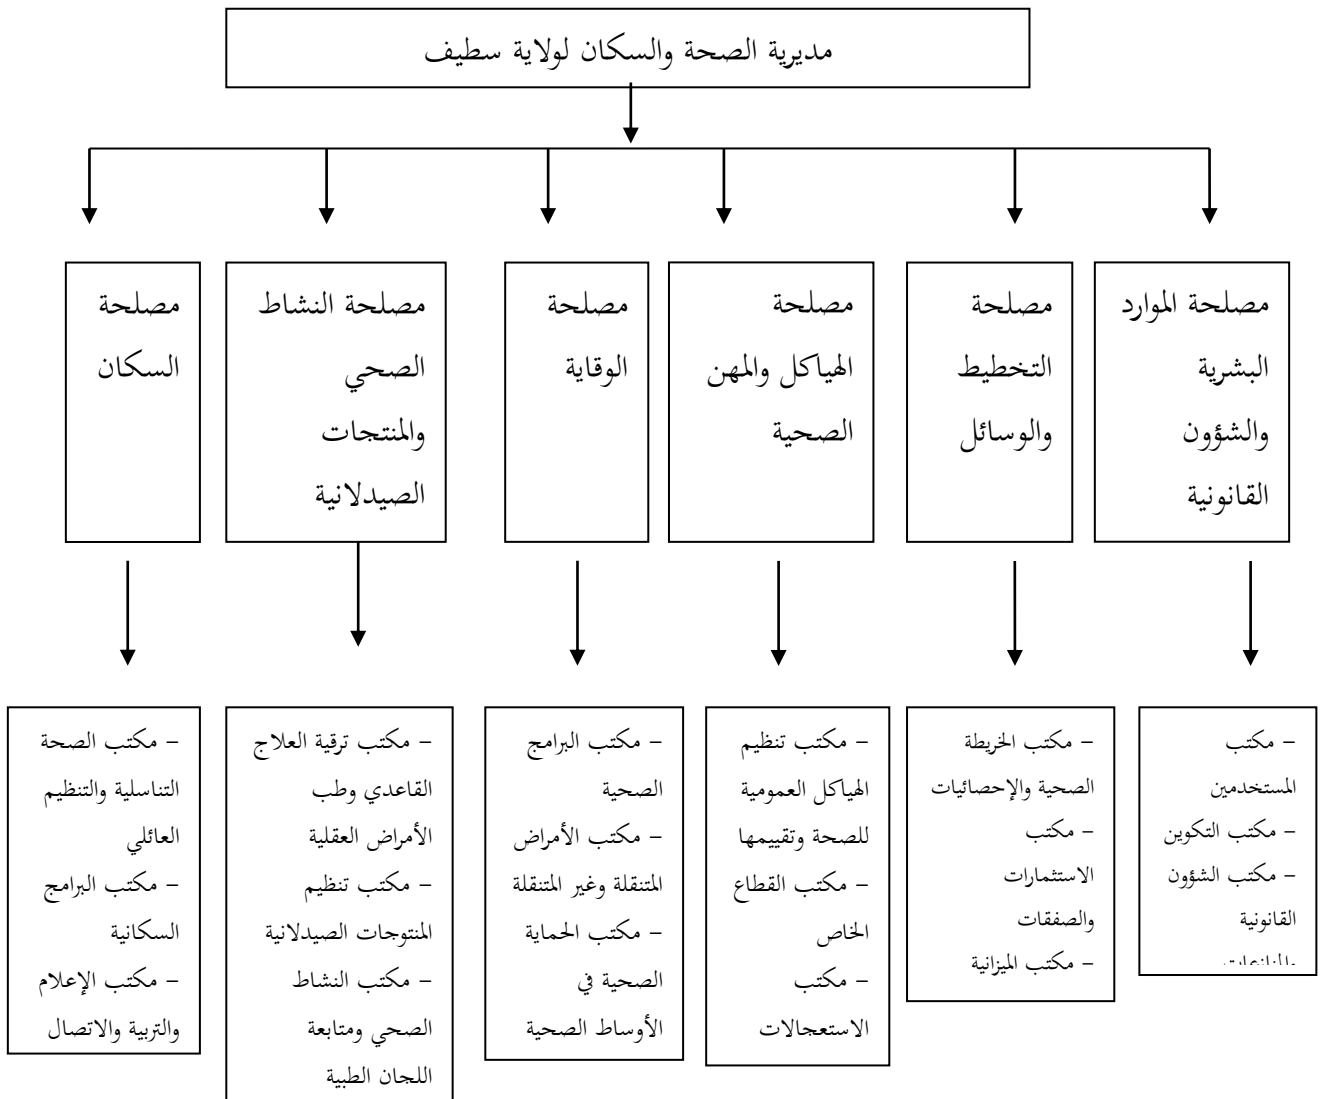 مديرية الصحة والسكان لولاية سطيف
مصلحة الموارد
البشرية
والشؤون
القانونية
مصلحة
التخطيط
والوسائل
مصلحة
الهياكل والمهن
الصحية
مصلحة
الوقاية
مصلحة النشاط
الصحي
والمنتجات
الصيدلانية
مصلحة
السكان
– مكتب
المستخدمين
– مكتب التكوين
– مكتب الشؤون
القانونية
والمنازعات
– مكتب الخريطة
الصحية والإحصائيات
– مكتب
الاستثمارات
والصفقات
– مكتب الميزانية
– مكتب تنظيم
الهياكل العمومية
للصحة وتقييمها
– مكتب القطاع
الخاص
– مكتب
الاستعجالات
– مكتب البرامج
الصحية
– مكتب الأمراض
المتنقلة وغير المتنقلة
– مكتب الحماية
الصحية في
الأوساط الصحية
– مكتب ترقية العلاج
القاعدي وطب
الأمراض العقلية
– مكتب تنظيم
المنتوجات الصيدلانية
– مكتب النشاط
الصحي ومتابعة
اللجان الطبية
– مكتب الصحة
التناسلية والتنظيم
العائلي
– مكتب البرامج
السكانية
– مكتب الإعلام
والتربية والاتصال